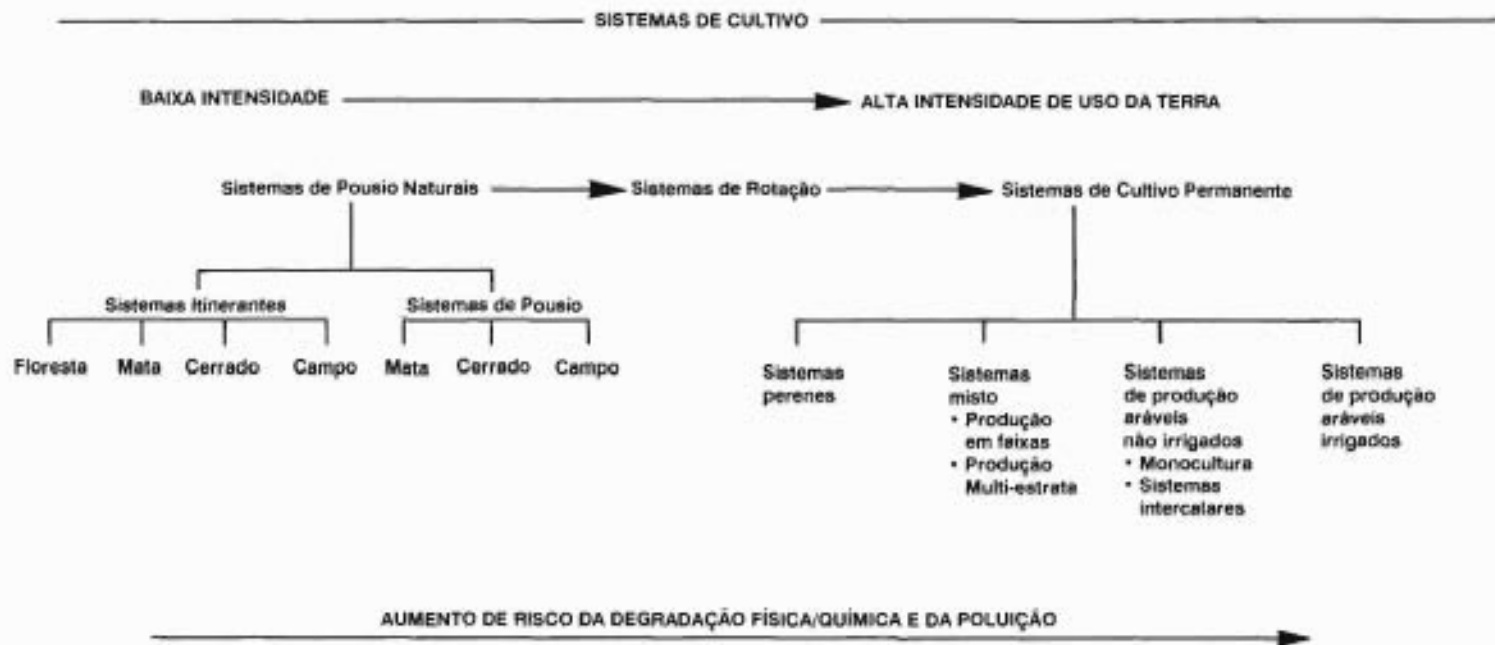 SISTEMAS DE CULTIVO
BAIXA INTENSIDADE
ALTA INTENSIDADE DE USO DA TERRA
Sistemas de Pousio Naturais
Sistemas de Rotação
Sistemas de Cultivo Permanente
Sistemas Itinerantes
Sistemas de Pousio
Floresta
Mata
Cerrado
Campo
Mata
Cerrado
Campo
Sistemas
perenes
Sistemas
misto
• Produção
em faixas
• Produção
Multi-estrata
Sistemas
de produção
aráveis
não irrigados
• Monocultura
• Sistemas
intercalares
Sistemas
de produção
aráveis
irrigados
AUMENTO DE RISCO DA DEGRADAÇÃO FÍSICA/QUÍMICA E DA POLUIÇÃO